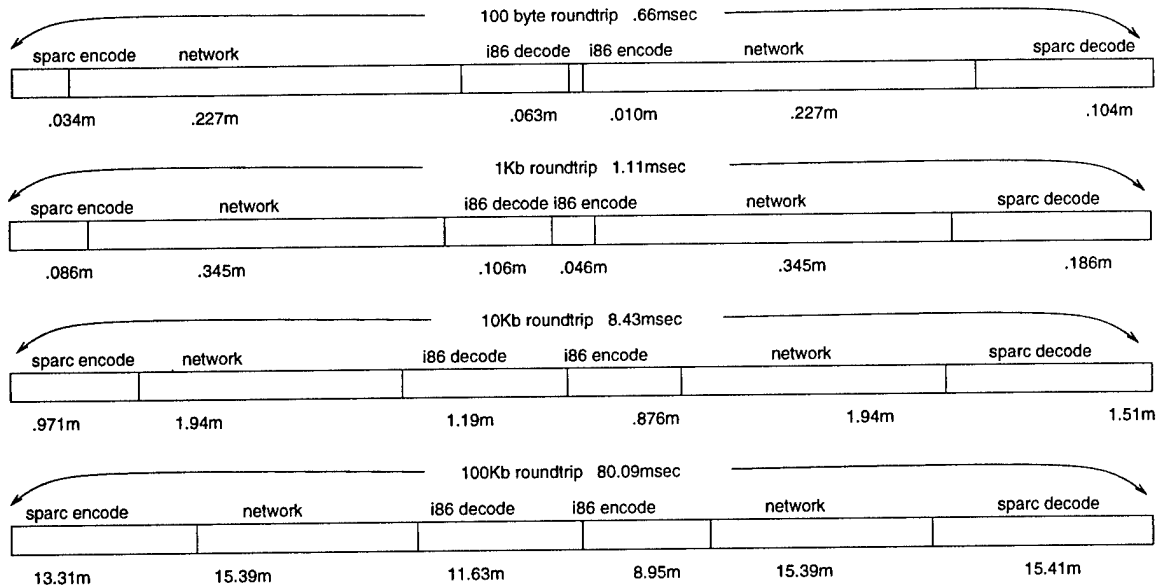 100 byte roundtrip .66msec
sparc encode network i86 decode i86 encode network sparc decode
.034m .227m .063m .010m .227m .104m
1Kb roundtrip 1.11msec
sparc encode network i86 decode i86 encode network sparc decode
.086m .345m .106m .046m .345m .186m
10Kb roundtrip 8.43msec
sparc encode network i86 decode i86 encode network sparc decode
.971m 1.94m 1.19m .876m 1.94m 1.51m
100Kb roundtrip 80.09msec
sparc encode network i86 decode i86 encode network sparc decode
13.31m 15.39m 11.63m 8.95m 15.39m 15.41m